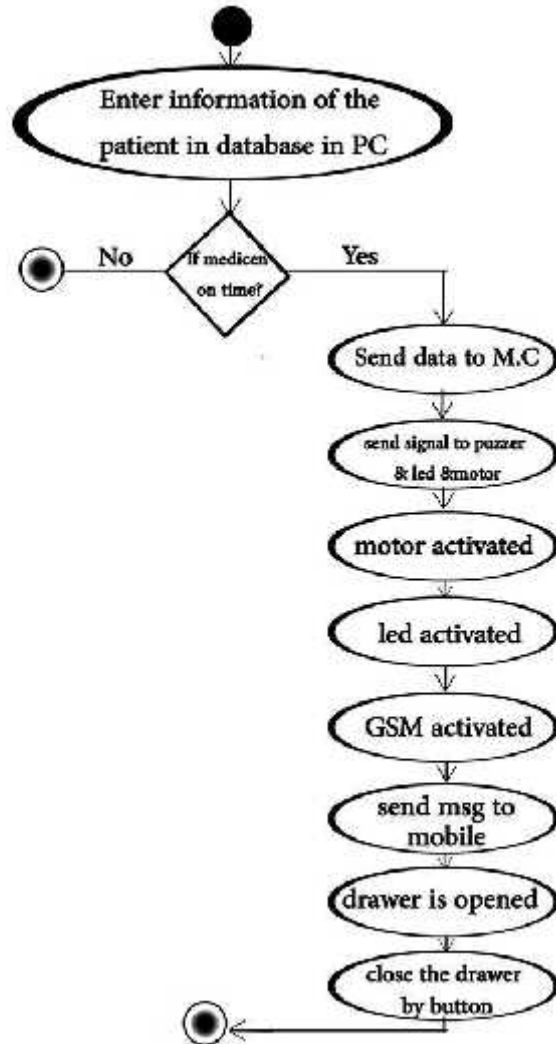 Enter information of the
patient in database in PC
No
If medicen
on time?
Yes
Send data to M.C
send signal to puzzer
& led &motor
motor activated
led activated
GSM activated
send msg to
mobile
drawer is opened
close the drawer
by button